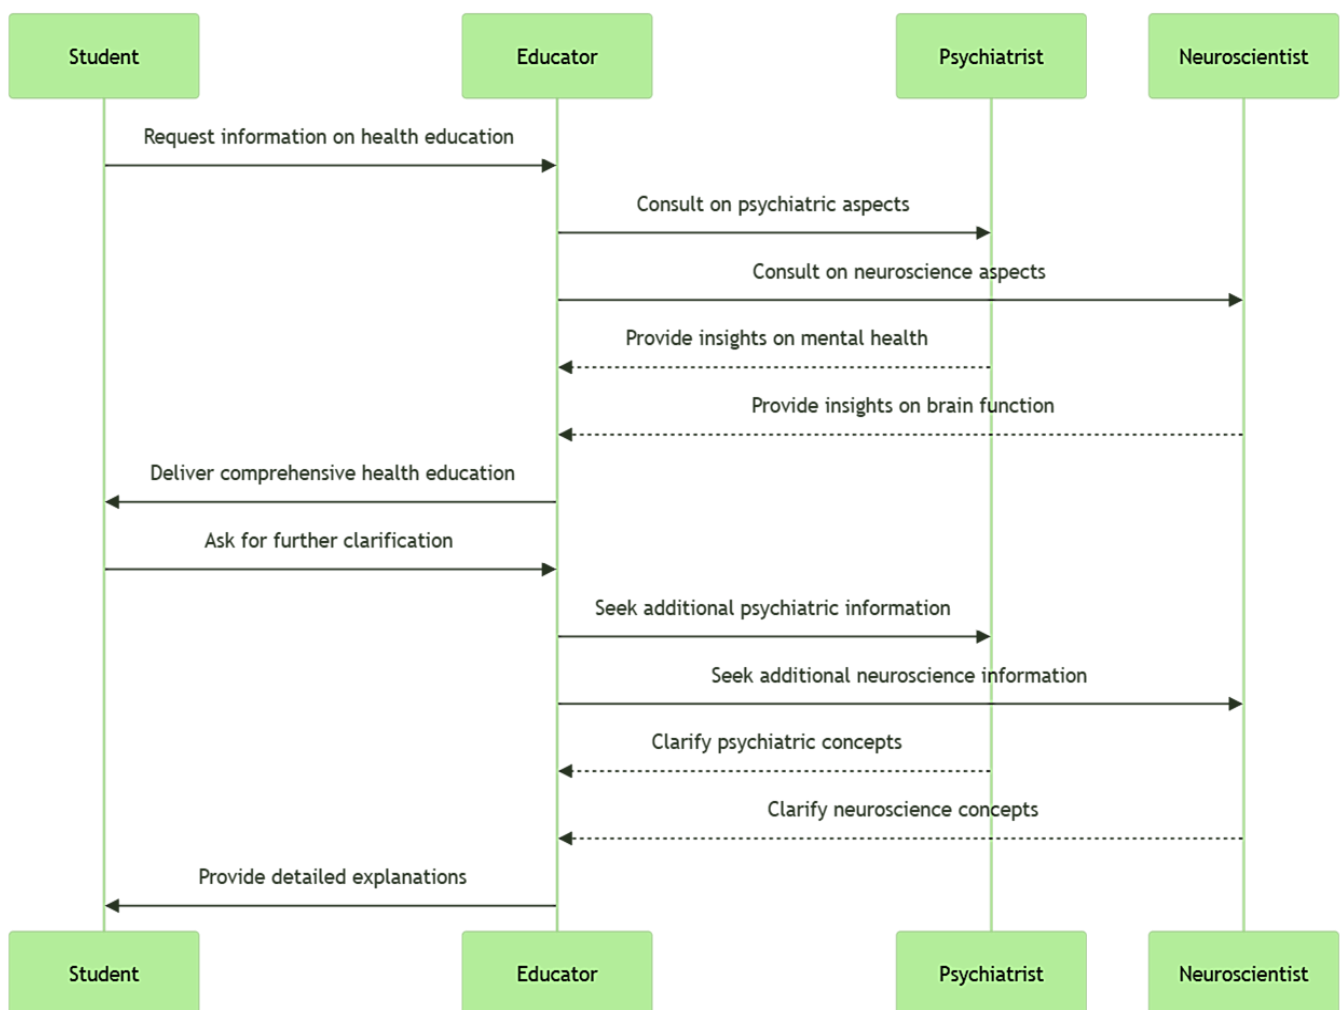 Student
Educator
Psychiatrist
Neuroscientist
Request information on health education
Consult on psychiatric aspects
Consult on neuroscience aspects
Provide insights on mental health
Provide insights on brain function
Deliver comprehensive health education
Ask for further clarification
Seek additional psychiatric information
Seek additional neuroscience information
Clarify psychiatric concepts
Clarify neuroscience concepts
Provide detailed explanations
Student
Educator
Psychiatrist
Neuroscientist